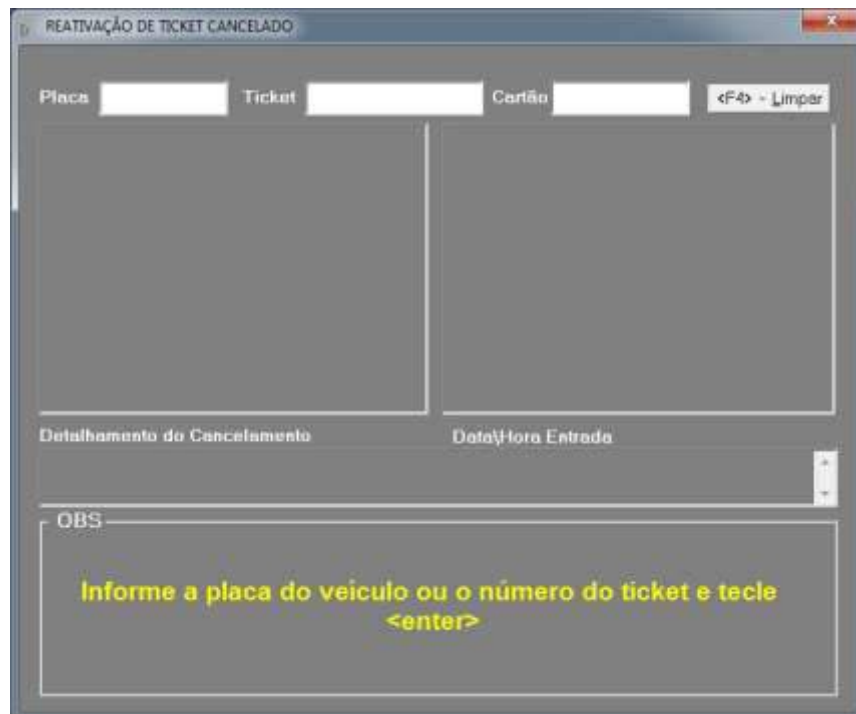 REATIVAÇÃO DE TICKET CANCELADO
Placa Ticket Cartão <F4> - Limpar
Detalhamento do Cancelamento Data\Hora Entrada
OBS
Informe a placa do veiculo ou o número do ticket e tecle
<enter>